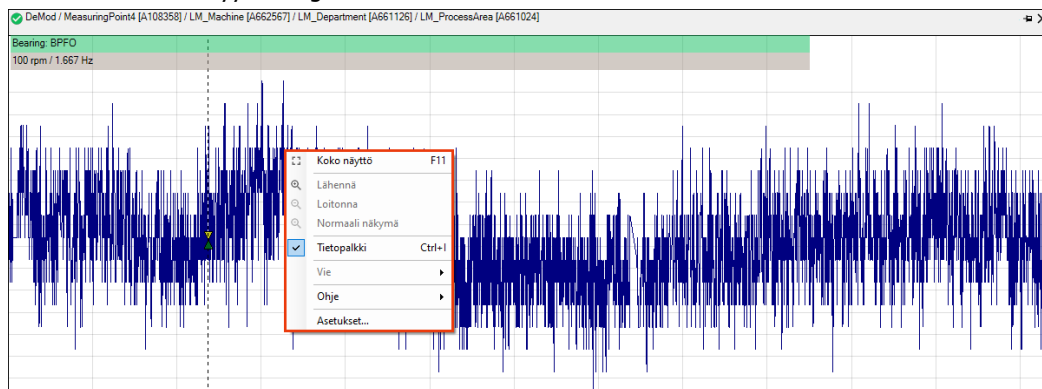 DeMod / MeasuringPoint4 [A108358] / LM_Machine [A662567] / LM_Department [A661126] / LM_ProcessArea [A661024]
Bearing: BPFO
100 rpm / 1.667 Hz
Koko näyttö F11
Lähennä
Loitonna
Normaali näkymä
Tietopalkki Ctrl+I
Vie
Ohje
Asetukset...